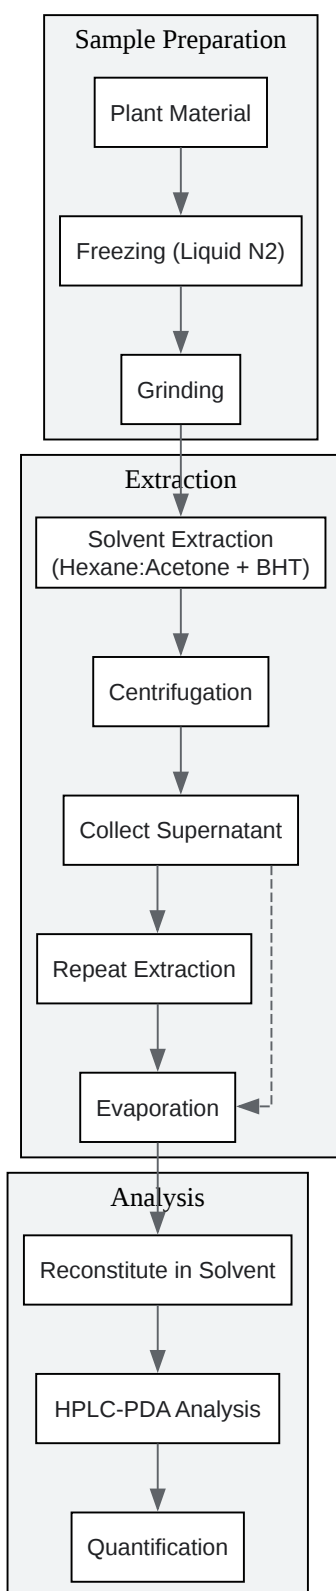 Sample Preparation
Plant Material
Freezing (Liquid N2)
Grinding
Extraction
Solvent Extraction
(Hexane:Acetone + BHT)
Centrifugation
Collect Supernatant
Repeat Extraction
Evaporation
Analysis
Reconstitute in Solvent
HPLC-PDA Analysis
Quantification